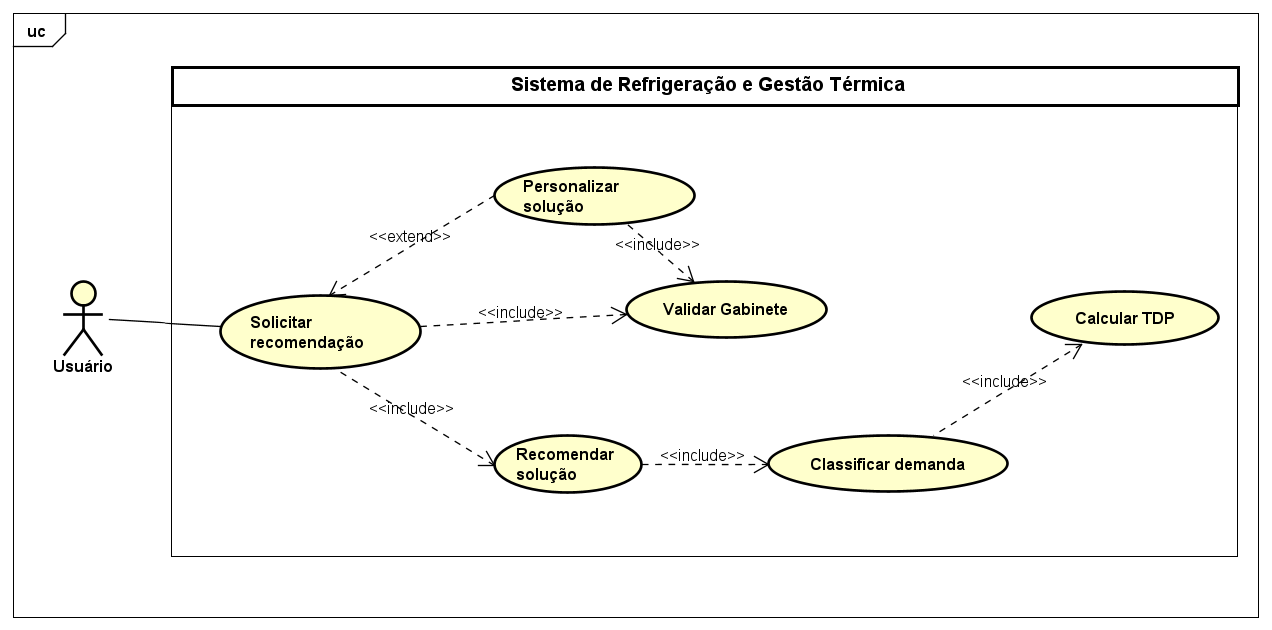 uc
Sistema de Refrigeração e Gestão Térmica
Personalizar
solução
<<extend>>
<<include>>
Solicitar
recomendação
<<include>>
Validar Gabinete
Calcular TDP
Usuário
<<include>>
<<include>>
Recomendar
solução
<<include>>
Classificar demanda